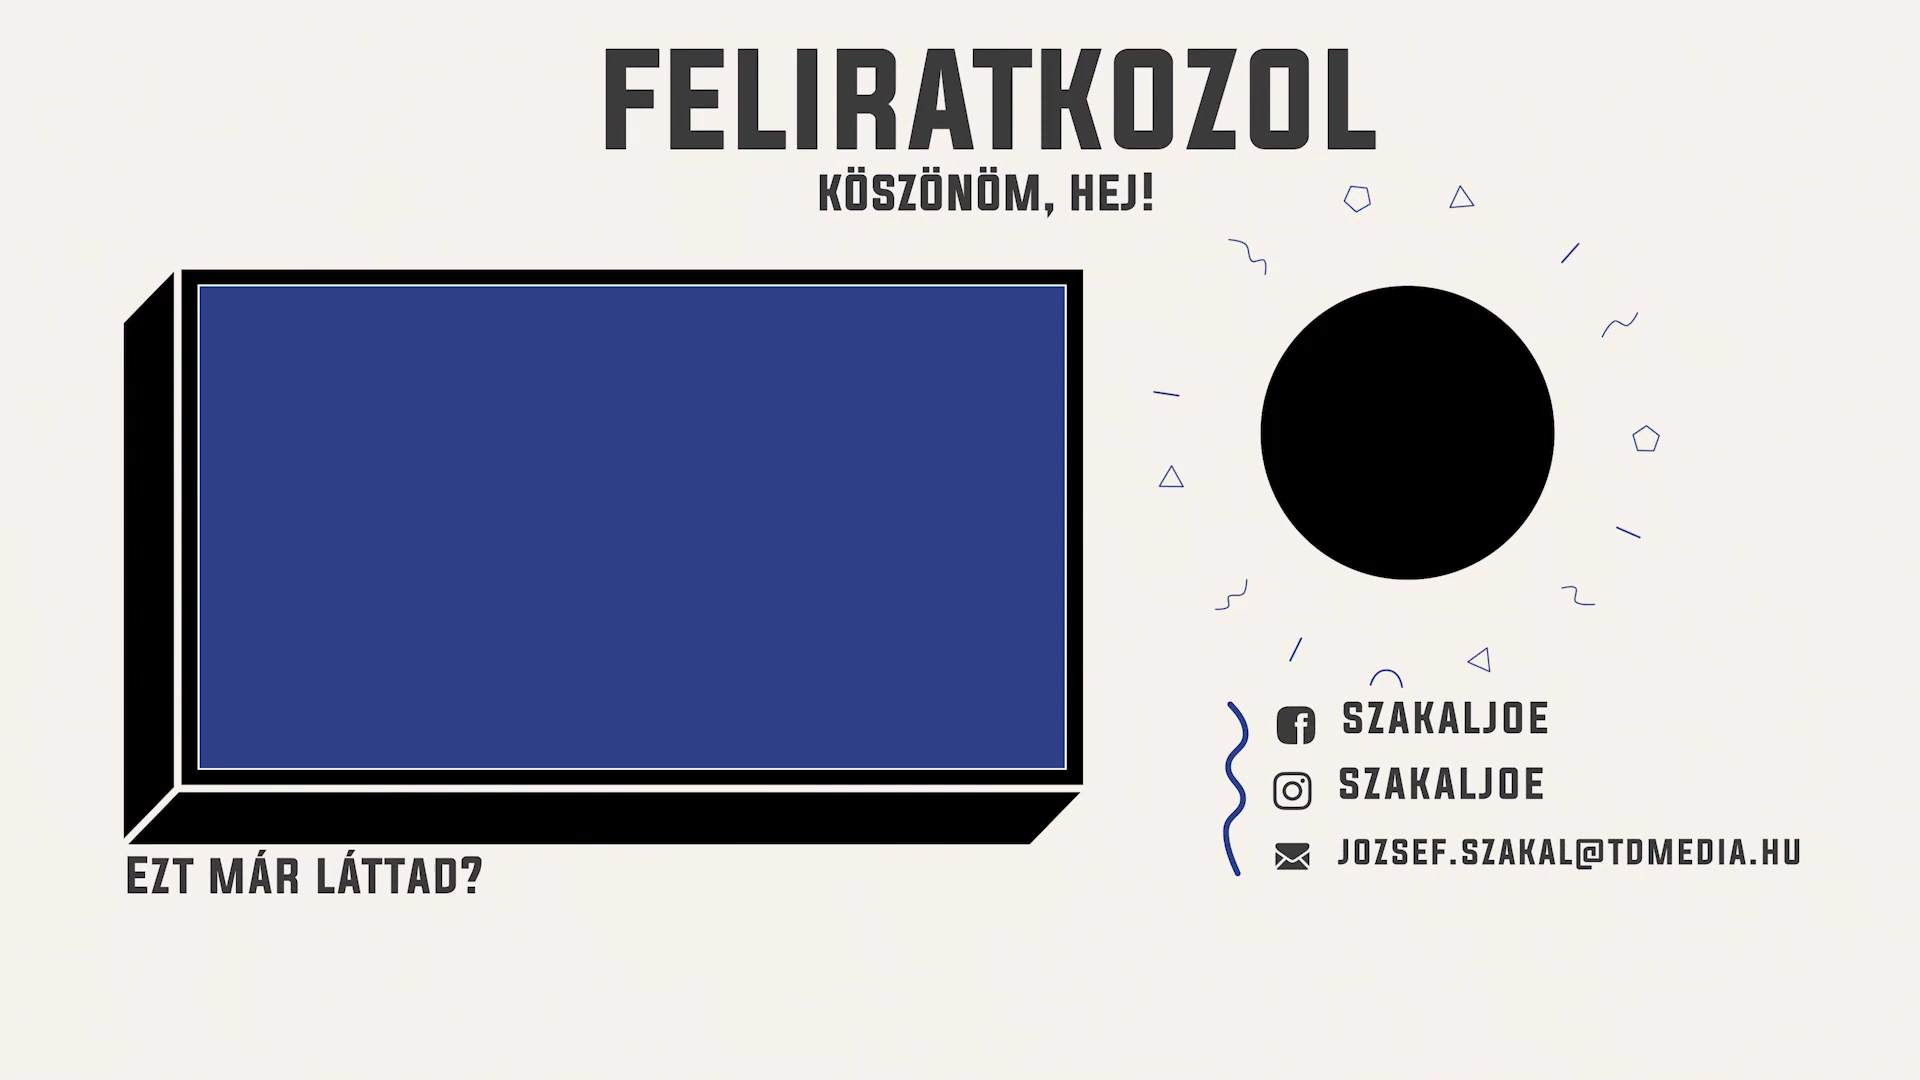 FELIRATKOZOL
KÖSZÖNÖM, HEJ!
EZT MÁR LÁTTAD?
SZAKALJOE
SZAKALJOE
JOZSEF.SZAKAL@TDMEDIA.HU